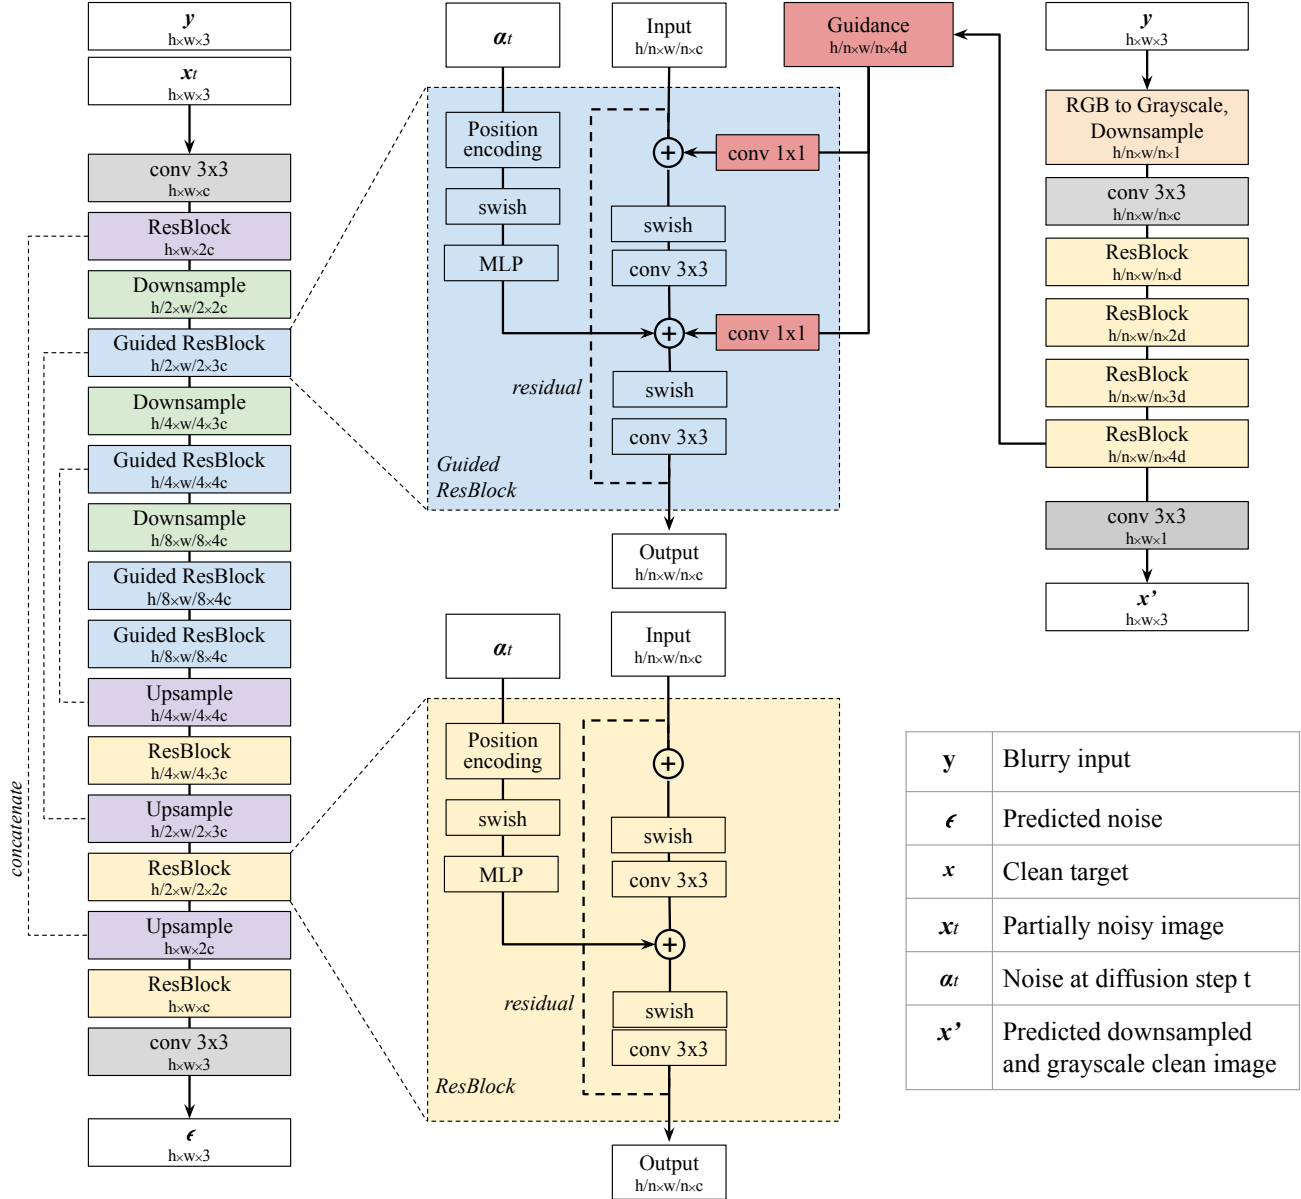 y
h×w×3
xt
h×w×3
conv 3x3
h×w×c
ResBlock
h×w×2c
Downsample
h/2×w/2×2c
Guided ResBlock
h/2×w/2×3c
Downsample
h/4×w/4×3c
Guided ResBlock
h/4×w/4×4c
Downsample
h/8×w/8×4c
Guided ResBlock
h/8×w/8×4c
Guided ResBlock
h/8×w/8×4c
Upsample
h/4×w/4×4c
ResBlock
h/4×w/4×3c
Upsample
h/2×w/2×3c
ResBlock
h/2×w/2×2c
Upsample
h×w×2c
ResBlock
h×w×c
conv 3x3
h×w×3
ϵ
h×w×3
concatenate
αt
Position
encoding
swish
MLP
Input
h/n×w/n×c
+
swish
conv 3x3
+
swish
conv 3x3
residual
Guided
ResBlock
Output
h/n×w/n×c
Guidance
h/n×w/n×4d
conv 1x1
conv 1x1
αt
Position
encoding
swish
MLP
Input
h/n×w/n×c
+
swish
conv 3x3
+
swish
conv 3x3
residual
ResBlock
Output
h/n×w/n×c
y
h×w×3
RGB to Grayscale,
Downsample
h/n×w/n×1
conv 3x3
h/n×w/n×c
ResBlock
h/n×w/n×d
ResBlock
h/n×w/n×2d
ResBlock
h/n×w/n×3d
ResBlock
h/n×w/n×4d
conv 3x3
h×w×1
x’
h×w×3
y Blurry input
ϵ Predicted noise
x Clean target
xt Partially noisy image
αt Noise at diffusion step t
x’ Predicted downsampled
and grayscale clean image